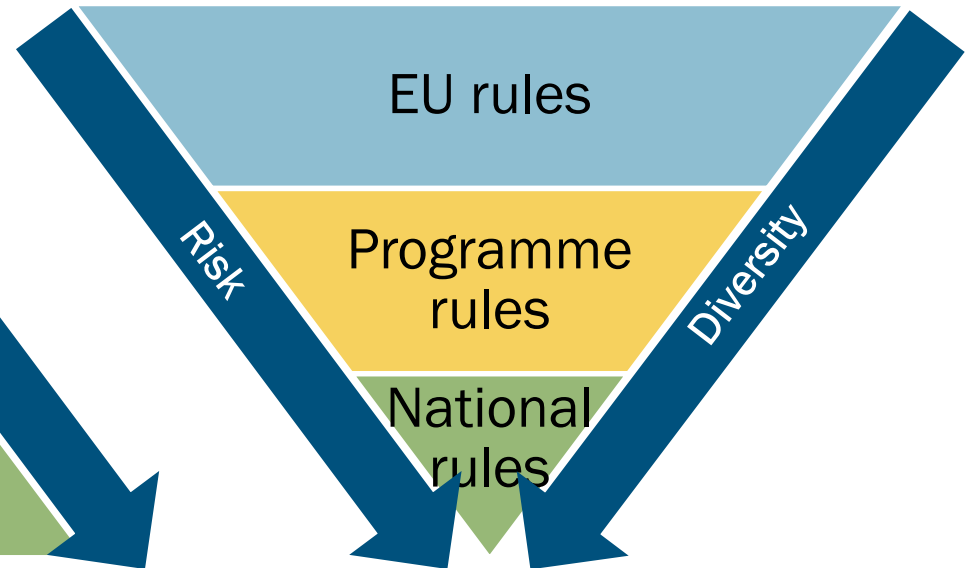 EU rules
Risk
Programme
rules
Diversity
National
rules